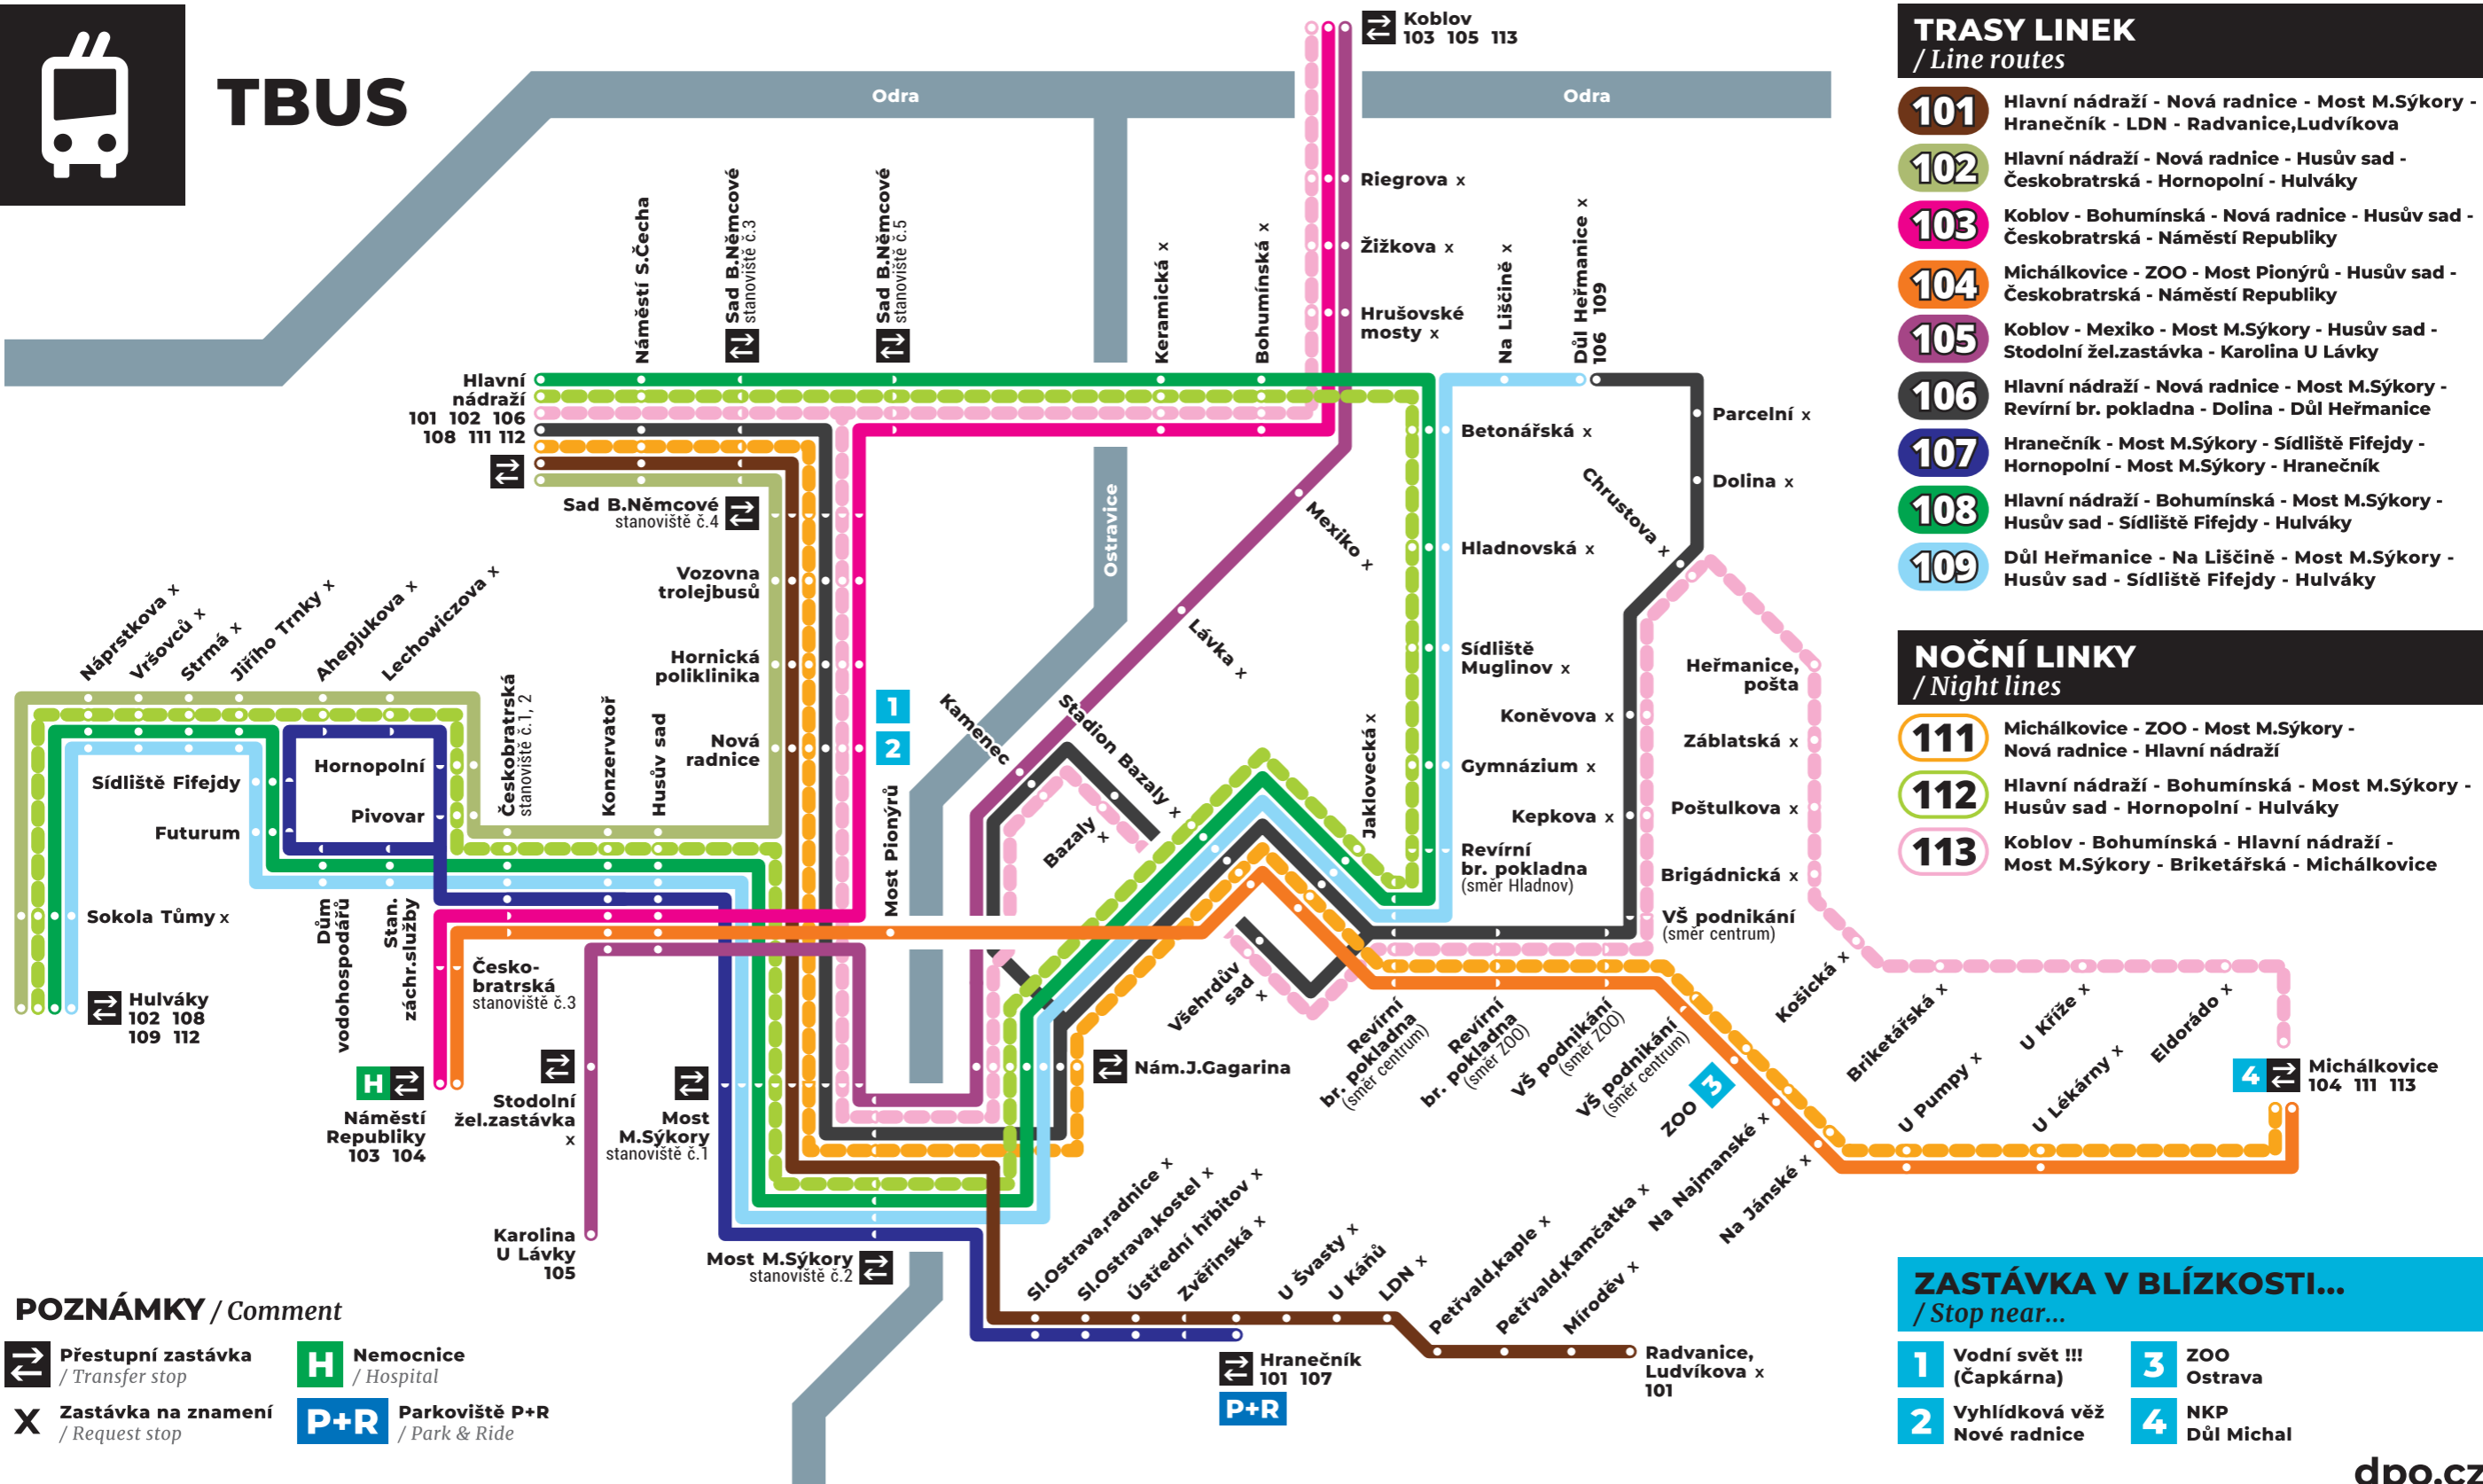 TBUS
Koblov
103 105 113
Odra
Odra
Ostravice
Riegrova x
Žižkova x
Hrušovské
mosty x
Náměstí S.Čecha
Sad B.Němcové
stanoviště č.3
Sad B.Němcové
stanoviště č.5
Keramická x
Bohumínská x
Na Liščině x
Důl Heřmanice x
106 109
Hlavní
nádraží
101 102 106
108 111 112
Sad B.Němcové
stanoviště č.4
Vozovna
trolejbusů
Hornická
poliklinika
Nová
radnice
1
2
Mexiko x
Lávka x
Betonářská x
Hladnovská x
Sídliště
Muglinov x
Gymnázium x
Revírní
br. pokladna
(směr Hladnov)
Parcelní x
Dolina x
Chrustova x
Koněvova x
Kepkova x
VŠ podnikání
(směr centrum)
Heřmanice,
pošta
Záblatská x
Poštulkova x
Brigádnická x
Košická x
Briketářská x
U Kříže x
Eldorádo x
Náprstkova x
Vršovců x
Strmá x
Jiřího Trnky x
Ahepjukova x
Lechowiczova x
Českobratrská
stanoviště č.1, 2
Konzervatoř
Husův sad
Sídliště Fifejdy
Futurum
Hornopolní
Pivovar
Sokola Tůmy x
Hulváky
102 108
109 112
Dům
vodohospodářů
Stan.
záchr.služby
Česko-
bratrská
stanoviště č.3
H
Náměstí
Republiky
103 104
Stodolní
žel.zastávka
x
Karolina
U Lávky
105
Most
M.Sýkory
stanoviště č.1
Most M.Sýkory
stanoviště č.2
Most Pionýrů
Kamenec
Stadion Bazaly x
Bazaly x
Jaklovecká x
Všehrdův
sad x
Nám.J.Gagarina
Revírní
br. pokladna
(směr centrum)
Revírní
br. pokladna
(směr ZOO)
VŠ podnikání
(směr ZOO)
VŠ podnikání
(směr centrum)
ZOO 3
Na Najmanské x
Na Jánské x
U Pumpy x
U Lékárny x
4
Michálkovice
104 111 113
Sl.Ostrava,radnice x
Sl.Ostrava,kostel x
Ústřední hřbitov x
Zvěřinská x
U Švasty x
U Káňů
LDN x
Petřvald,kaple x
Petřvald,Kamčatka x
Míroděv x
Hranečník
101 107
P+R
Radvanice,
Ludvíkova x
101
POZNÁMKY / Comment
Přestupní zastávka
/ Transfer stop
H Nemocnice
/ Hospital
X Zastávka na znamení
/ Request stop
P+R Parkoviště P+R
/ Park & Ride
TRASY LINEK
/ Line routes
101 Hlavní nádraží - Nová radnice - Most M.Sýkory -
Hranečník - LDN - Radvanice,Ludvíkova
102 Hlavní nádraží - Nová radnice - Husův sad -
Českobratrská - Hornopolní - Hulváky
103 Koblov - Bohumínská - Nová radnice - Husův sad -
Českobratrská - Náměstí Republiky
104 Michálkovice - ZOO - Most Pionýrů - Husův sad -
Českobratrská - Náměstí Republiky
105 Koblov - Mexiko - Most M.Sýkory - Husův sad -
Stodolní žel.zastávka - Karolina U Lávky
106 Hlavní nádraží - Nová radnice - Most M.Sýkory -
Revírní br. pokladna - Dolina - Důl Heřmanice
107 Hranečník - Most M.Sýkory - Sídliště Fifejdy -
Hornopolní - Most M.Sýkory - Hranečník
108 Hlavní nádraží - Bohumínská - Most M.Sýkory -
Husův sad - Sídliště Fifejdy - Hulváky
109 Důl Heřmanice - Na Liščině - Most M.Sýkory -
Husův sad - Sídliště Fifejdy - Hulváky
NOČNÍ LINKY
/ Night lines
111 Michálkovice - ZOO - Most M.Sýkory -
Nová radnice - Hlavní nádraží
112 Hlavní nádraží - Bohumínská - Most M.Sýkory -
Husův sad - Hornopolní - Hulváky
113 Koblov - Bohumínská - Hlavní nádraží -
Most M.Sýkory - Briketářská - Michálkovice
ZASTÁVKA V BLÍZKOSTI...
/ Stop near...
1 Vodní svět !!!
(Čapkárna)
2 Vyhlídková věž
Nové radnice
3 ZOO
Ostrava
4 NKP
Důl Michal
dpo.cz